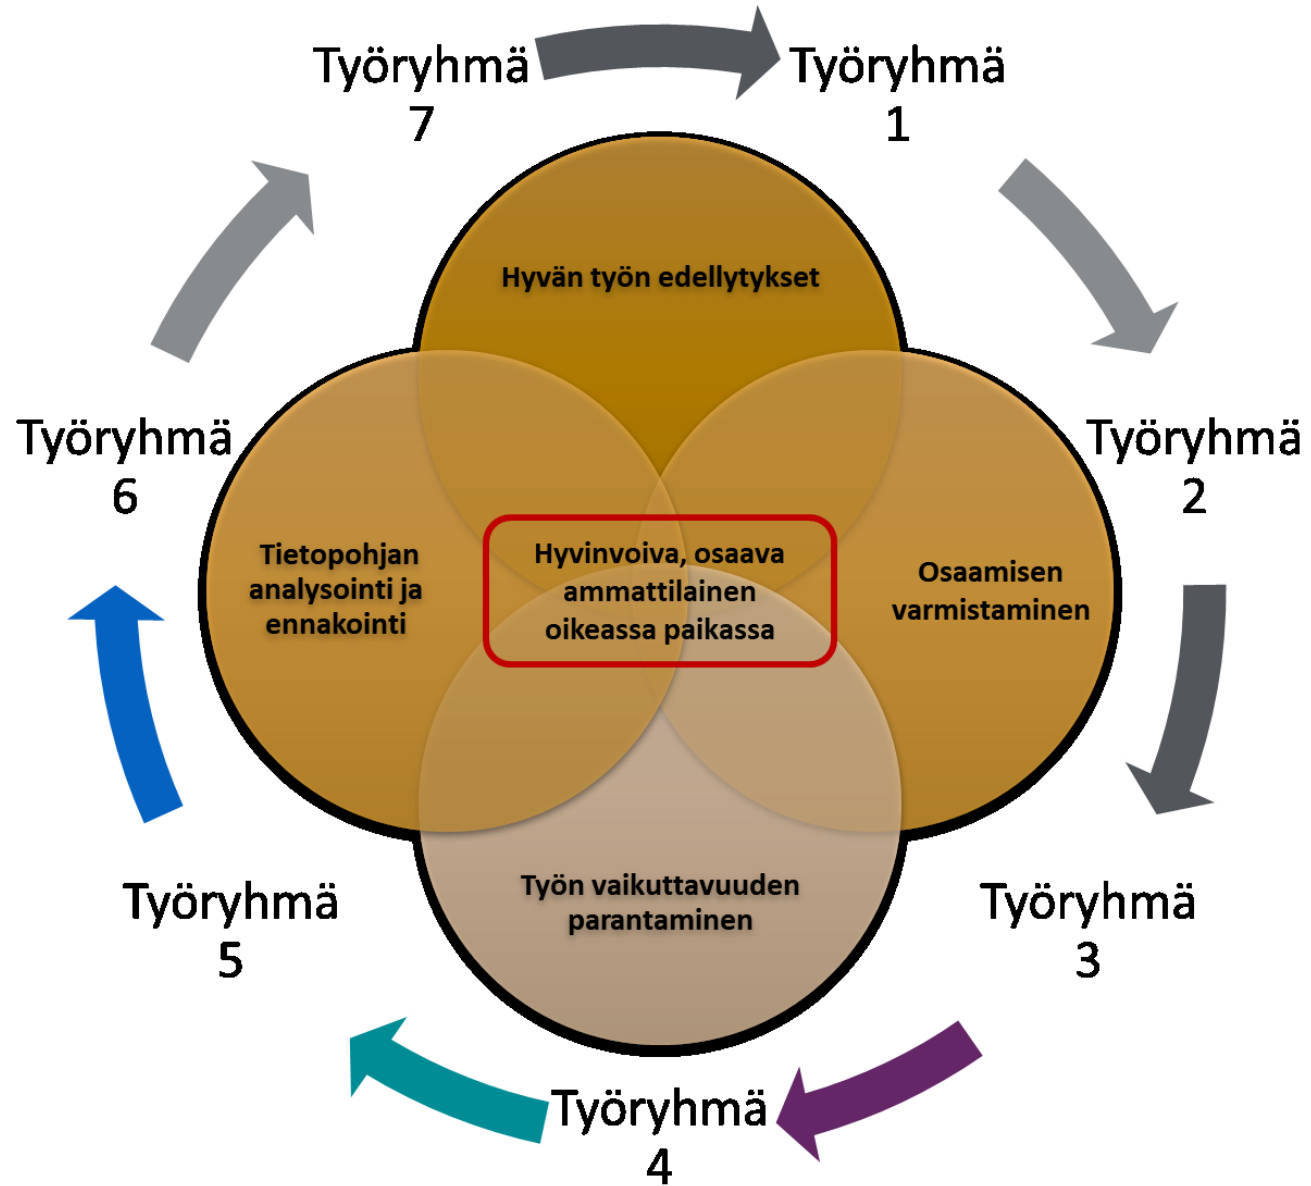 Työryhmä
7
Työryhmä
1
Hyvän työn edellytykset
Työryhmä
6
Työryhmä
2
Tietopohjan
analysointi ja
ennakointi
Hyvinvoiva, osaava
ammattilainen
oikeassa paikassa
Osaamisen
varmistaminen
Työn vaikuttavuuden
parantaminen
Työryhmä
5
Työryhmä
3
Työryhmä
4